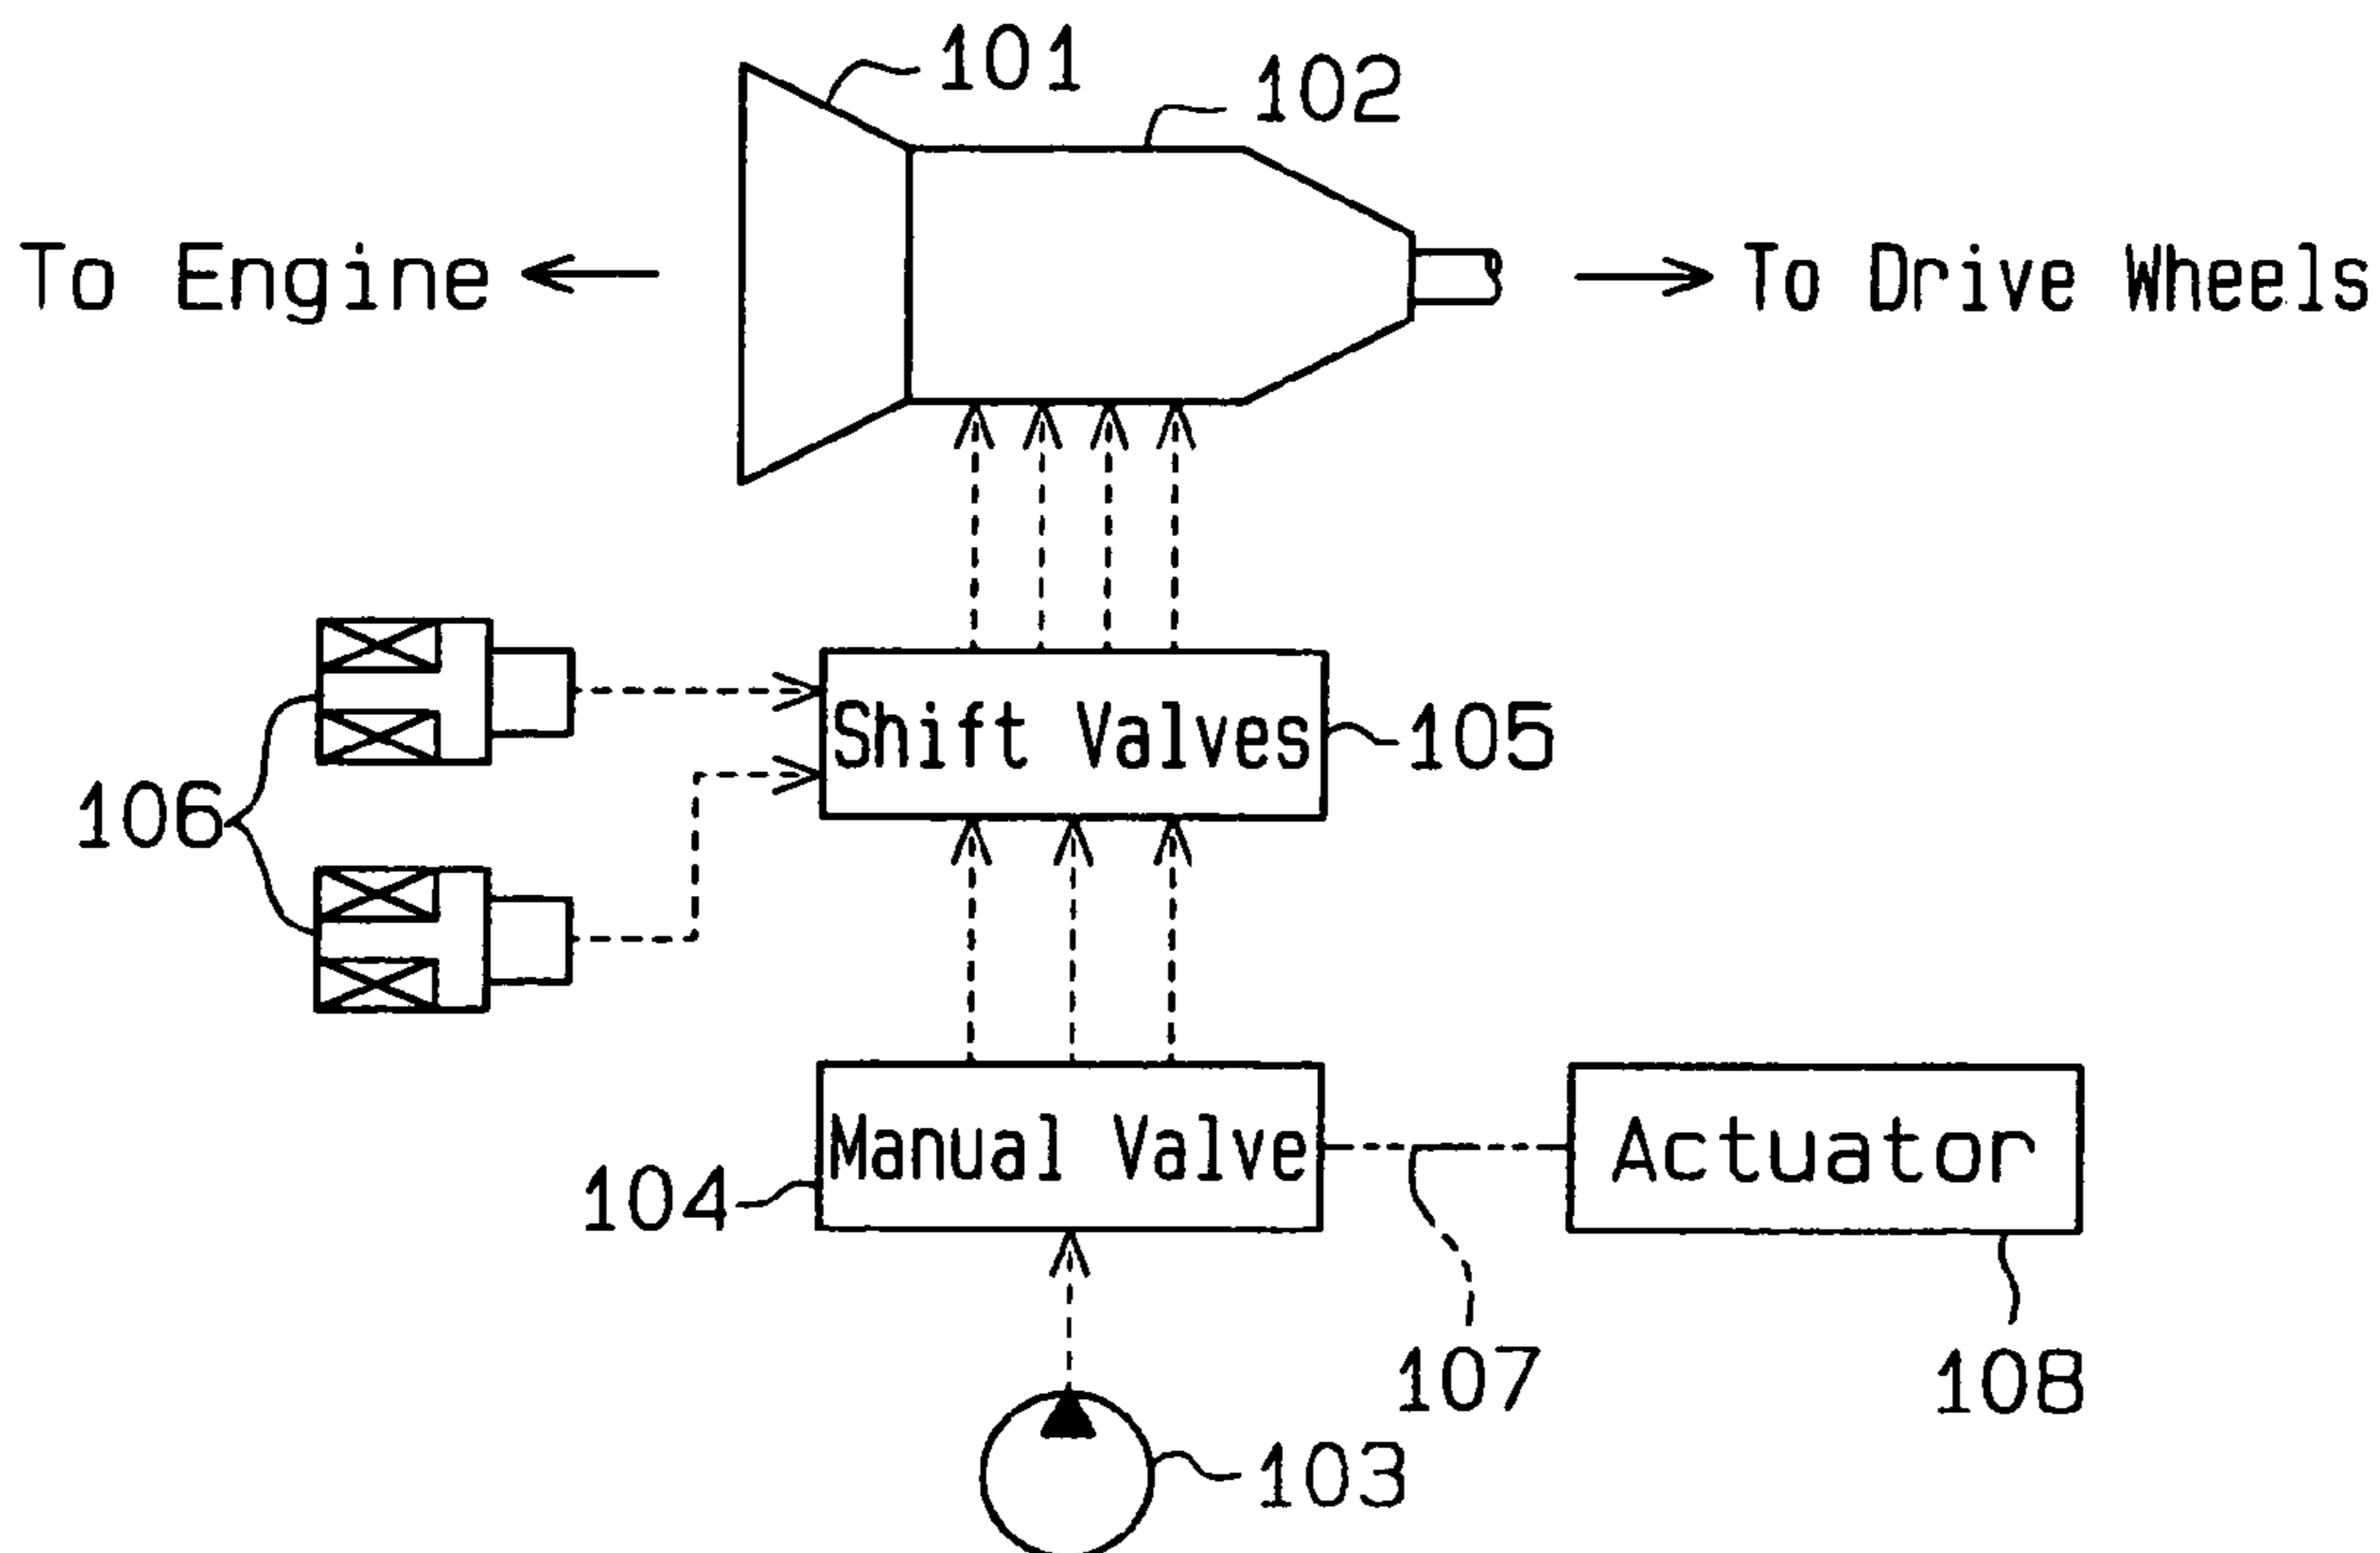 101
102
To Engine
To Drive Wheels
Shift Valves
105
106
Manual Valve
Actuator
104
107
108
103